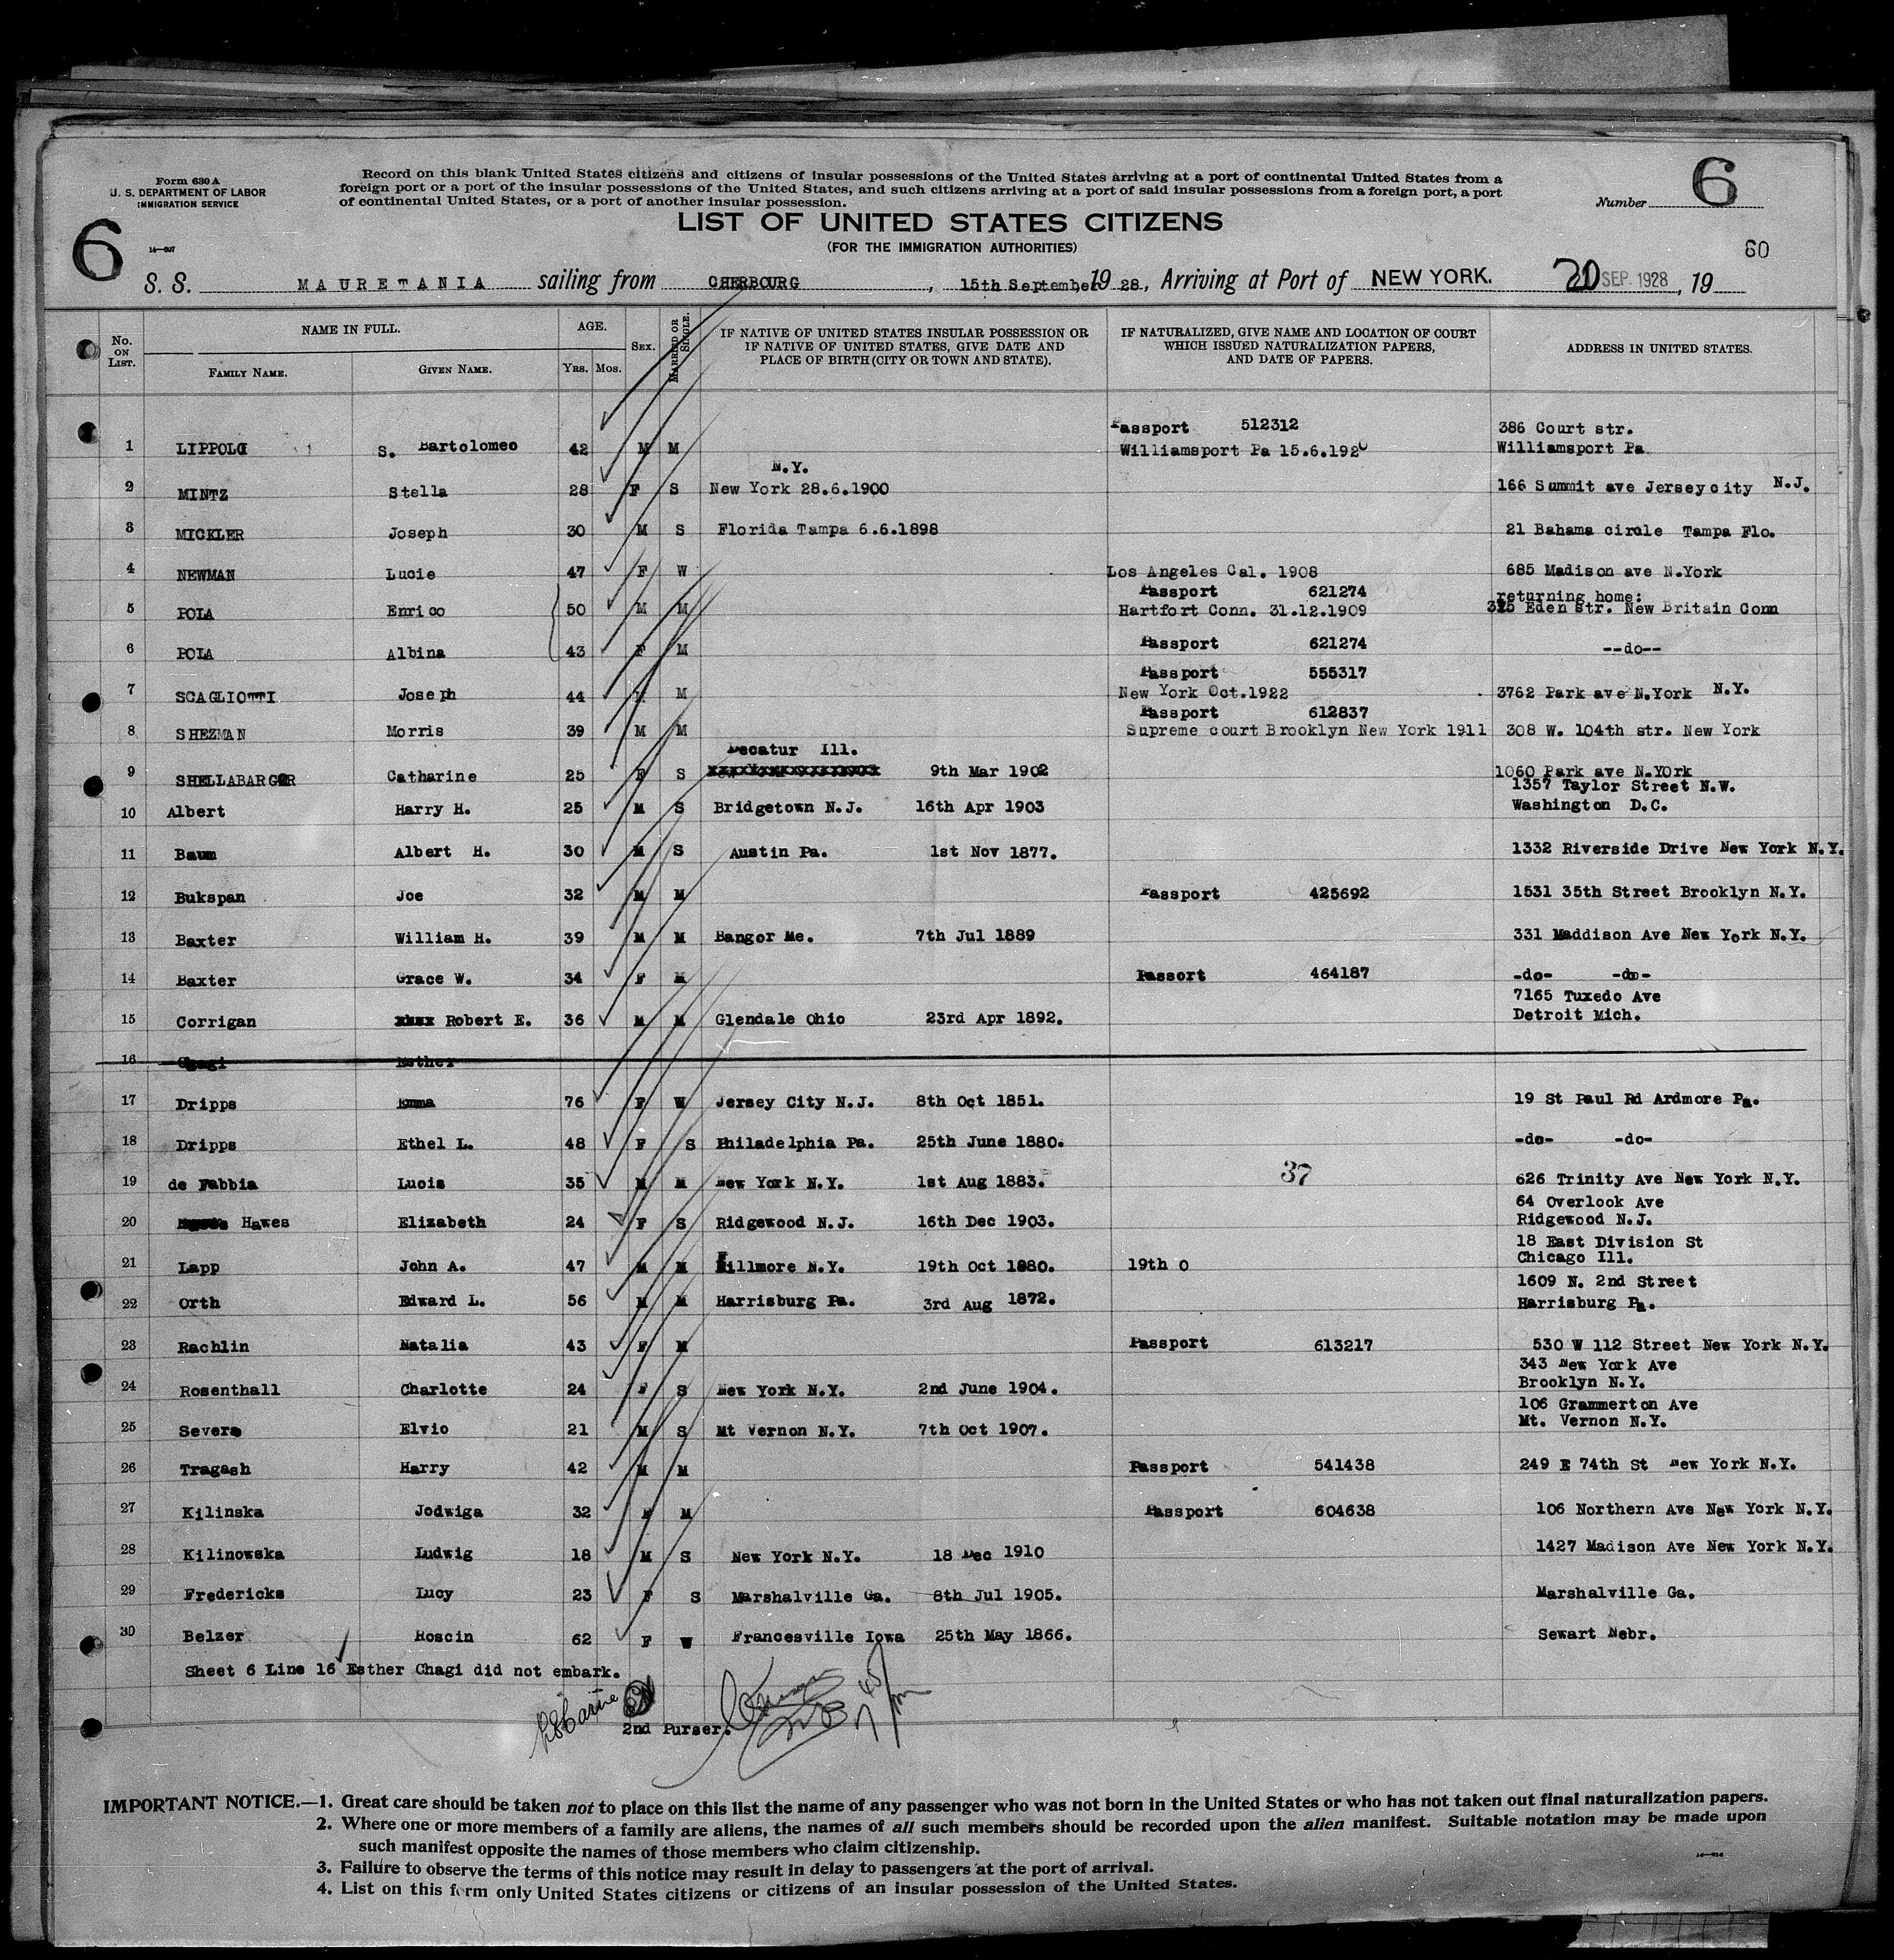 Form 630 A
U. S. DEPARTMENT OF LABOR
IMMIGRATION SERVICE
14—697
Record on this blank United States citizens and citizens of insular possessions of the United States arriving at a port of continental United States from a
foreign port or a port of the insular possessions of the United States, and such citizens arriving at a port of said insular possessions from a foreign port, a port
of continental United States, or a port of another insular possession.
Number 6
6
LIST OF UNITED STATES CITIZENS
(FOR THE IMMIGRATION AUTHORITIES)
60
S. S. MAURETANIA sailing from CHERBOURG, 15th September 1928., Arriving at Port of NEW YORK. 20 SEP. 1928, 19
No. ON LIST. NAME IN FULL. AGE. SEX. MARRIED OR SINGLE. IF NATIVE OF UNITED STATES INSULAR POSSESSION OR IF NATIVE OF UNITED STATES, GIVE DATE AND PLACE OF BIRTH (CITY OR TOWN AND STATE). IF NATURALIZED, GIVE NAME AND LOCATION OF COURT WHICH ISSUED NATURALIZATION PAPERS, AND DATE OF PAPERS. ADDRESS IN UNITED STATES.
FAMILY NAME. GIVEN NAME. YRS. MOS.
Passport 512312 386 Court str.
1 LIPPOLD S. Bartolomeo 42 M M Williamsport Pa 15.6.1920 Williamsport Pa
N.Y.
2 MINTZ Stella 28 F S New York 28.6.1900 166 Summit ave Jerseycity N.J.
3 MICKLER Joseph 30 M S Florida Tampa 6.6.1898 21 Bahama circle Tampa Flo.
4 NEWMAN Lucie 47 F W Los Angeles Cal. 1908 685 Madison ave N.York
Passport 621274 returning home:
5 POLA Enrico 50 M M Hartfort Conn. 31.12.1909 325 Eden str. New Britain Conn
Passport 621274
6 POLA Albina 43 F M --do--
Passport 555317
7 SCAGLIOTTI Joseph 44 M M New York Oct.1922 3762 Park ave N.York N.Y.
Passport 612837
8 SHEZMAN Morris 39 M M Supreme court Brooklyn New York 1911 308 W. 104th str. New York
Decatur Ill.
9 SHELLABARGER Catharine 25 F S 9th Mar 1902 1060 Park ave N.YOrk
1357 Taylor Street N.W.
10 Albert Harry H. 25 M S Bridgetown N.J. 16th Apr 1903 Washington D.C.
11 Baum Albert H. 30 M S Austin Pa. 1st Nov 1877. 1332 Riverside Drive New York N.Y.
12 Bukspan Joe 32 M M Passport 425692 1531 35th Street Brooklyn N.Y.
13 Baxter William H. 39 M M Bangor Me. 7th Jul 1889 331 Maddison Ave New York N.Y.
14 Baxter Grace W. 34 F M Passort 464187 -do- -do-
7165 Tuxedo Ave
15 Corrigan Robert E. 36 M M Glendale Ohio 23rd Apr 1892. Detroit Mich.
16 Chagi Esther
17 Dripps Emma 76 F W Jersey City N.J. 8th Oct 1851. 19 St Paul Rd Ardmore Pa.
18 Dripps Ethel L. 48 F S Philadelphia Pa. 25th June 1880. -do- -do-
19 de Fabbia Lucia 35 M M New York N.Y. 1st Aug 1883. 37 626 Trinity Ave New York N.Y.
64 Overlook Ave
20 Hawes Elizabeth 24 F S Ridgewood N.J. 16th Dec 1903. Ridgewood N.J.
18 East Division St
21 Lapp John A. 47 M M Fillmore N.Y. 19th Oct 1880. 19th O Chicago Ill.
1609 N. 2nd Street
22 Orth Edward L. 56 M M Harrisburg Pa. 3rd Aug 1872. Harrisburg Pa.
23 Rachlin Natalia 43 F M Passport 613217 530 W 112 Street New York N.Y.
343 New York Ave
24 Rosenthall Charlotte 24 F S New York N.Y. 2nd June 1904. Brooklyn N.Y.
106 Grammerton Ave
25 Severo Elvio 21 M S Mt Vernon N.Y. 7th Oct 1907. Mt. Vernon N.Y.
26 Tragash Harry 42 M M Passport 541438 249 E 74th St New York N.Y.
27 Kilinska Jodwiga 32 F M Passport 604638 106 Northern Ave New York N.Y.
28 Kilinowska Ludwig 18 M S New York N.Y. 18 Dec 1910 1427 Madison Ave New York N.Y.
29 Fredericks Lucy 23 F S Marshalville Ga. 8th Jul 1905. Marshalville Ga.
30 Belzer Roscin 62 F W Francesville Iowa 25th May 1866. Sewart Nebr.
Sheet 6 Line 16 Esther Chagi did not embark.
2nd Purser.
IMPORTANT NOTICE.—1. Great care should be taken not to place on this list the name of any passenger who was not born in the United States or who has not taken out final naturalization papers.
2. Where one or more members of a family are aliens, the names of all such members should be recorded upon the alien manifest. Suitable notation may be made upon
such manifest opposite the names of those members who claim citizenship.
3. Failure to observe the terms of this notice may result in delay to passengers at the port of arrival.
4. List on this form only United States citizens or citizens of an insular possession of the United States.